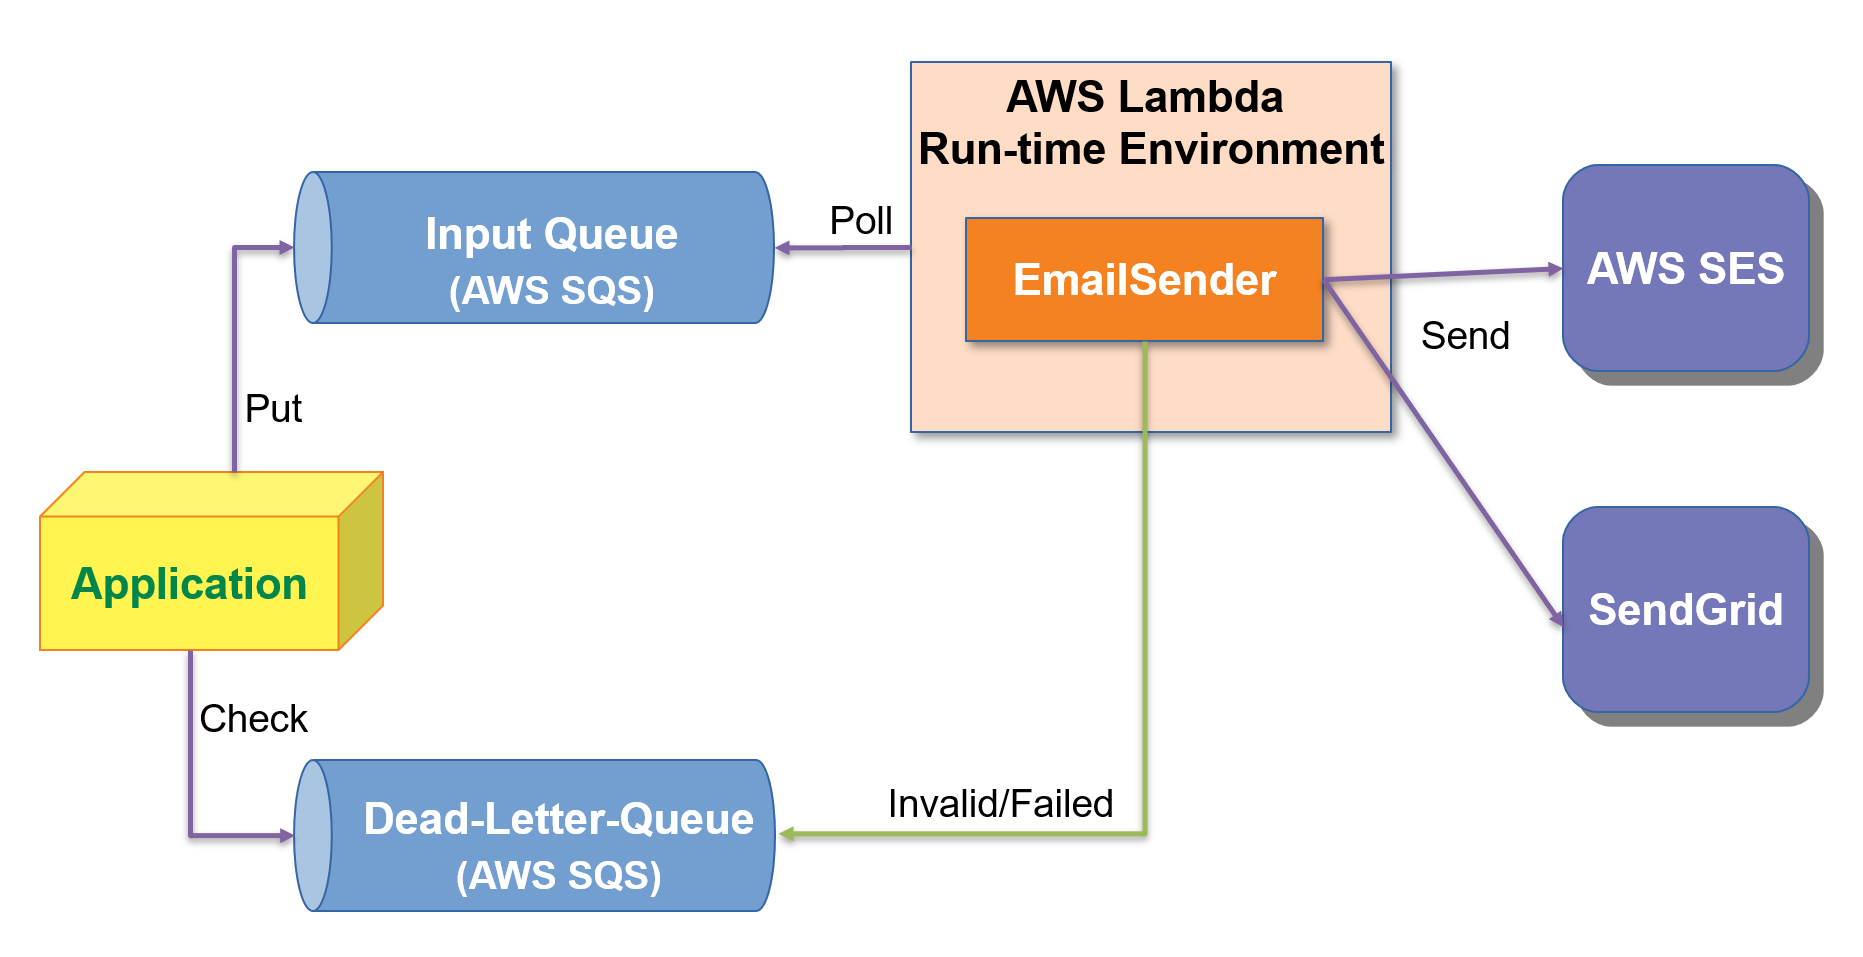 AWS Lambda
Run-time Environment
Input Queue
(AWS SQS)
Poll
EmailSender
AWS SES
Send
Put
Application
SendGrid
Check
Dead-Letter-Queue
(AWS SQS)
Invalid/Failed